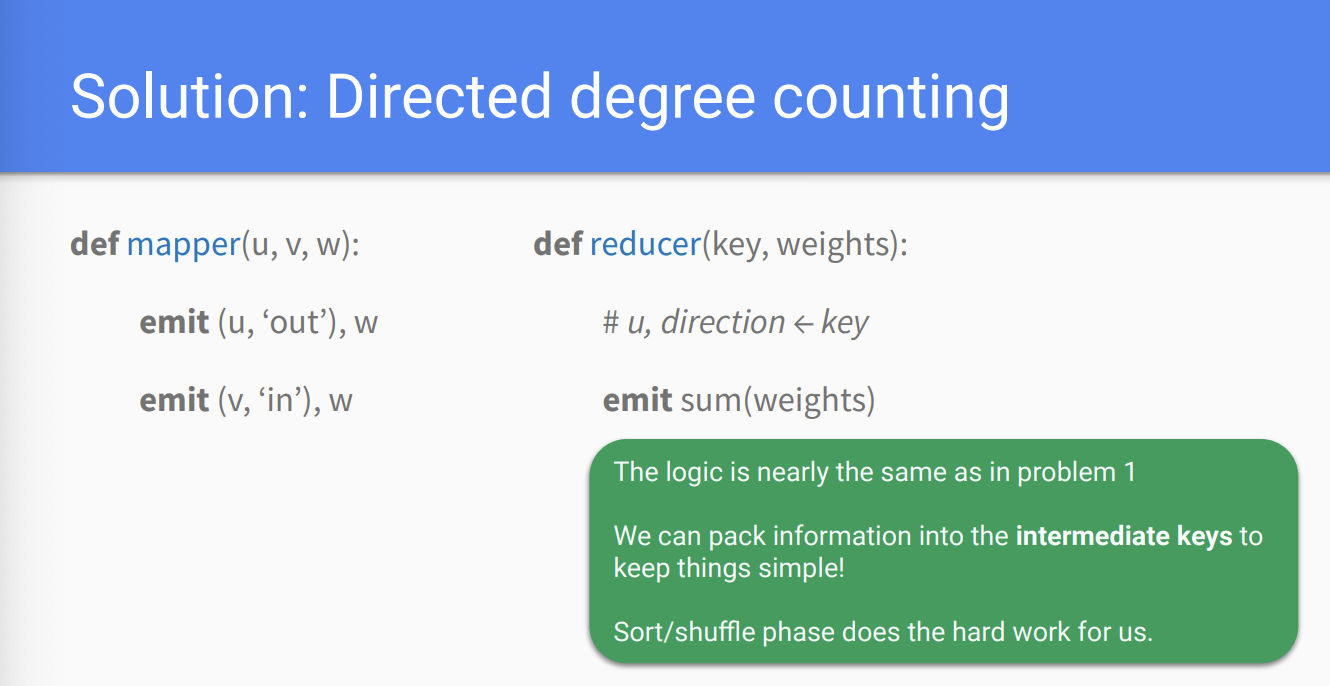 Solution: Directed degree counting
def mapper(u, v, w):
emit (u, ‘out’), w
emit (v, ‘in’), w
def reducer(key, weights):
# u, direction ← key
emit sum(weights)
The logic is nearly the same as in problem 1
We can pack information into the intermediate keys to
keep things simple!
Sort/shuffle phase does the hard work for us.